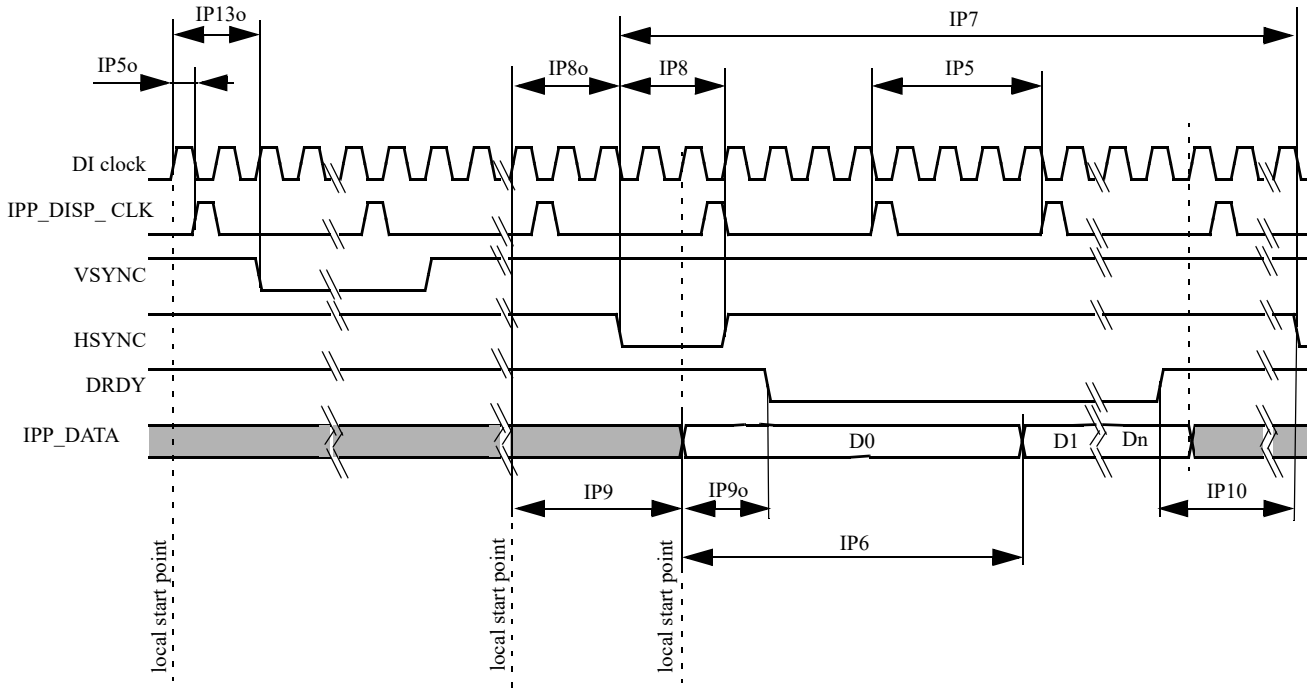 IP13o
IP7
IP5o
IP8o
IP8
IP5
DI clock
IPP_DISP_ CLK
VSYNC
HSYNC
DRDY
IPP_DATA
D0
D1
Dn
IP9
IP9o
IP10
IP6
local start point
local start point
local start point